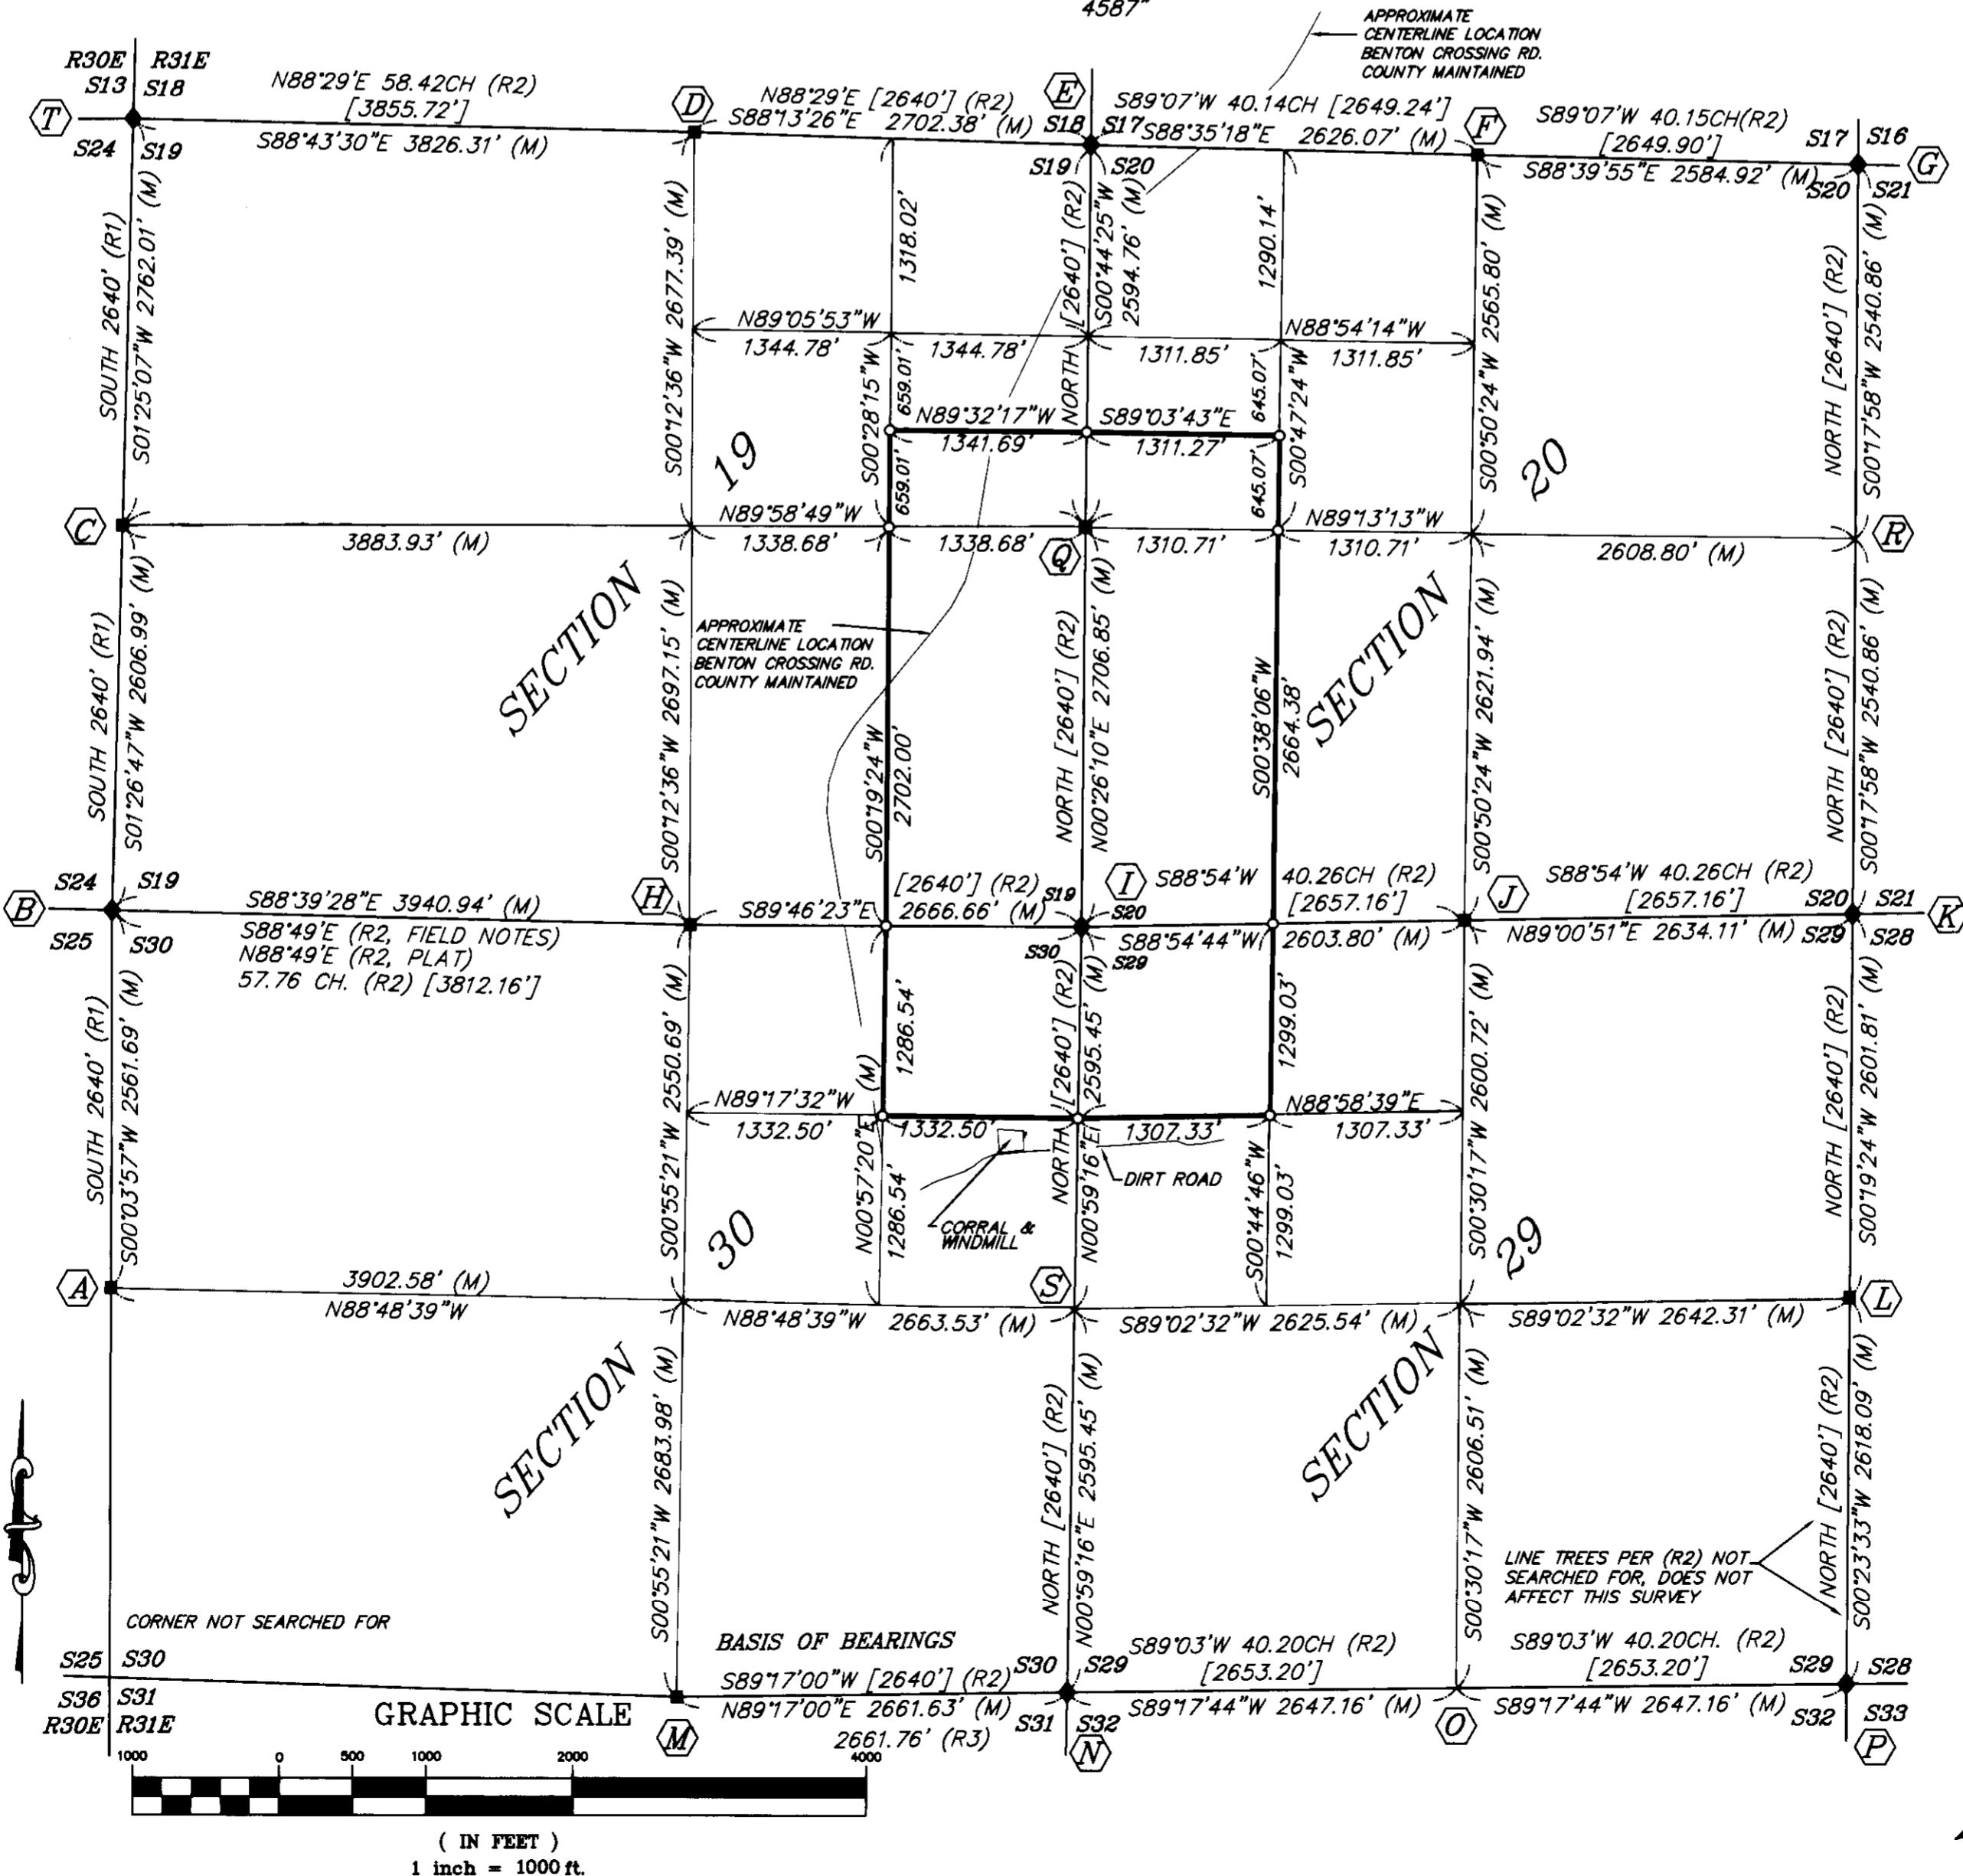 4587"
APPROXIMATE
CENTERLINE LOCATION
BENTON CROSSING RD.
COUNTY MAINTAINED
R30E R31E
S13 S18
N88°29'E 58.42CH (R2)
[3855.72']
T
S24 S19
S88°43'30"E 3826.31' (M)
D
N88°29'E [2640'] (R2)
S88°13'26"E 2702.38' (M)
E
S18 S17
S19 S20
S89°07'W 40.14CH [2649.24']
S88°35'18"E 2626.07' (M)
F
S89°07'W 40.15CH(R2)
[2649.90']
S88°39'55"E 2584.92' (M)
S17 S16
S20 S21
G
SOUTH 2640' (R1)
S01°25'07"W 2762.01' (M)
S00°12'36"W 2677.39' (M)
1318.02'
NORTH [2640'] (R2)
S00°44'25"W
2594.76' (M)
1290.14'
S00°50'24"W 2565.80' (M)
NORTH [2640'] (R2)
S00°17'58"W 2540.86' (M)
N89°05'53"W
1344.78'
1344.78'
1311.85'
N88°54'14"W
1311.85'
S00°28'15"W
659.01'
659.01'
645.07'
645.07'
S00°47'24"W
N89°32'17"W
1341.69'
S89°03'43"E
1311.27'
SECTION 19
SECTION 20
C
3883.93' (M)
N89°58'49"W
1338.68'
1338.68'
Q
1310.71'
N89°13'13"W
1310.71'
2608.80' (M)
R
SOUTH 2640' (R1)
S01°26'47"W 2606.99' (M)
S00°12'36"W 2697.15' (M)
APPROXIMATE
CENTERLINE LOCATION
BENTON CROSSING RD.
COUNTY MAINTAINED
S00°19'24"W
2702.00'
NORTH [2640'] (R2)
N00°26'10"E 2706.85' (M)
S00°38'06"W
2664.38'
S00°50'24"W 2621.94' (M)
NORTH [2640'] (R2)
S00°17'58"W 2540.86' (M)
B
S24 S19
S25 S30
S88°39'28"E 3940.94' (M)
S88°49'E (R2, FIELD NOTES)
N88°49'E (R2, PLAT)
57.76 CH. (R2) [3812.16']
H
[2640'] (R2)
S89°46'23"E 2666.66' (M)
S19 S20
S30 S29
I
S88°54'W 40.26CH (R2)
[2657.16']
S88°54'44"W 2603.80' (M)
J
S88°54'W 40.26CH (R2)
[2657.16']
N89°00'51"E 2634.11' (M)
S20 S21
S29 S28
K
SOUTH 2640' (R1)
S00°03'57"W 2561.69' (M)
S00°55'21"W 2550.69' (M)
1286.54'
N00°57'20"E (M)
1286.54'
NORTH [2640'] (R2)
N00°59'16"E 2595.45' (M)
1299.03'
S00°44'46"W
1299.03'
S00°30'17"W 2600.72' (M)
NORTH [2640'] (R2)
S00°19'24"W 2601.81' (M)
N89°17'32"W
1332.50'
1332.50'
1307.33'
N88°58'39"E
1307.33'
DIRT ROAD
CORRAL &
WINDMILL
SECTION 30
SECTION 29
A
3902.58' (M)
N88°48'39"W
N88°48'39"W 2663.53' (M)
S
S89°02'32"W 2625.54' (M)
S89°02'32"W 2642.31' (M)
L
S00°55'21"W 2683.98' (M)
NORTH [2640'] (R2)
N00°59'16"E 2595.45' (M)
S00°30'17"W 2606.51' (M)
NORTH [2640'] (R2)
S00°23'33"W 2618.09' (M)
LINE TREES PER (R2) NOT
SEARCHED FOR, DOES NOT
AFFECT THIS SURVEY
CORNER NOT SEARCHED FOR
S25 S30
S36 S31
R30E R31E
BASIS OF BEARINGS
S89°17'00"W [2640'] (R2)
N89°17'00"E 2661.63' (M)
2661.76' (R3)
M
S30 S29
S31 S32
N
S89°03'W 40.20CH (R2)
[2653.20']
S89°17'44"W 2647.16' (M)
O
S89°03'W 40.20CH. (R2)
[2653.20']
S89°17'44"W 2647.16' (M)
S29 S28
S32 S33
P
GRAPHIC SCALE
1000 0 500 1000 2000 4000
( IN FEET )
1 inch = 1000 ft.